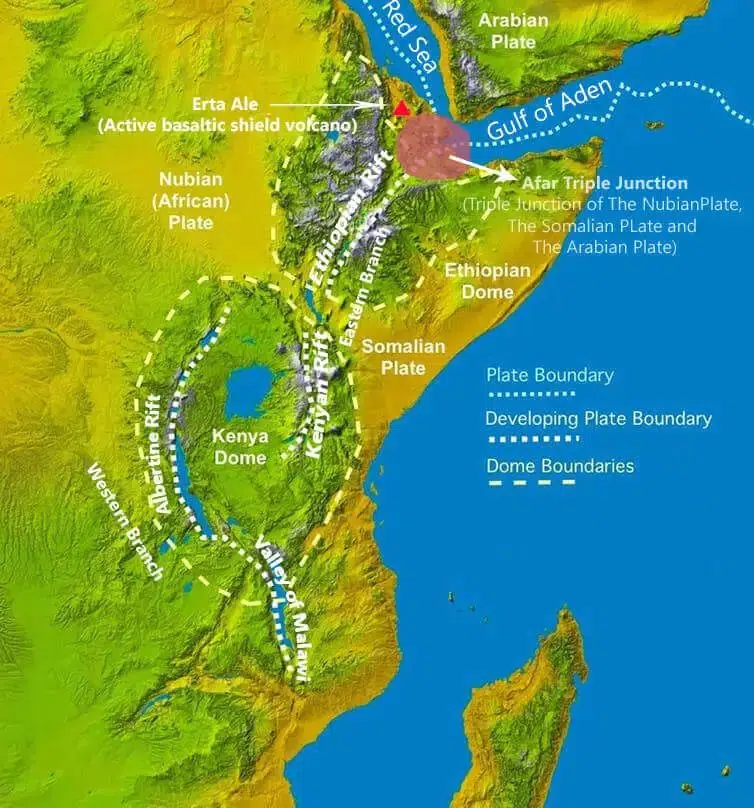 Red Sea
Arabian
Plate
Erta Ale
(Active basaltic shield volcano)
Gulf of Aden
Nubian
(African)
Plate
Afar Triple Junction
(Triple Junction of The NubianPlate,
The Somalian PLate and
The Arabian Plate)
Ethiopian Rift
Eastern Branch
Ethiopian
Dome
Somalian
Plate
Kenyan Rift
Plate Boundary
Developing Plate Boundary
Dome Boundaries
Albertine Rift
Kenya
Dome
Western Branch
Valley of Malawi